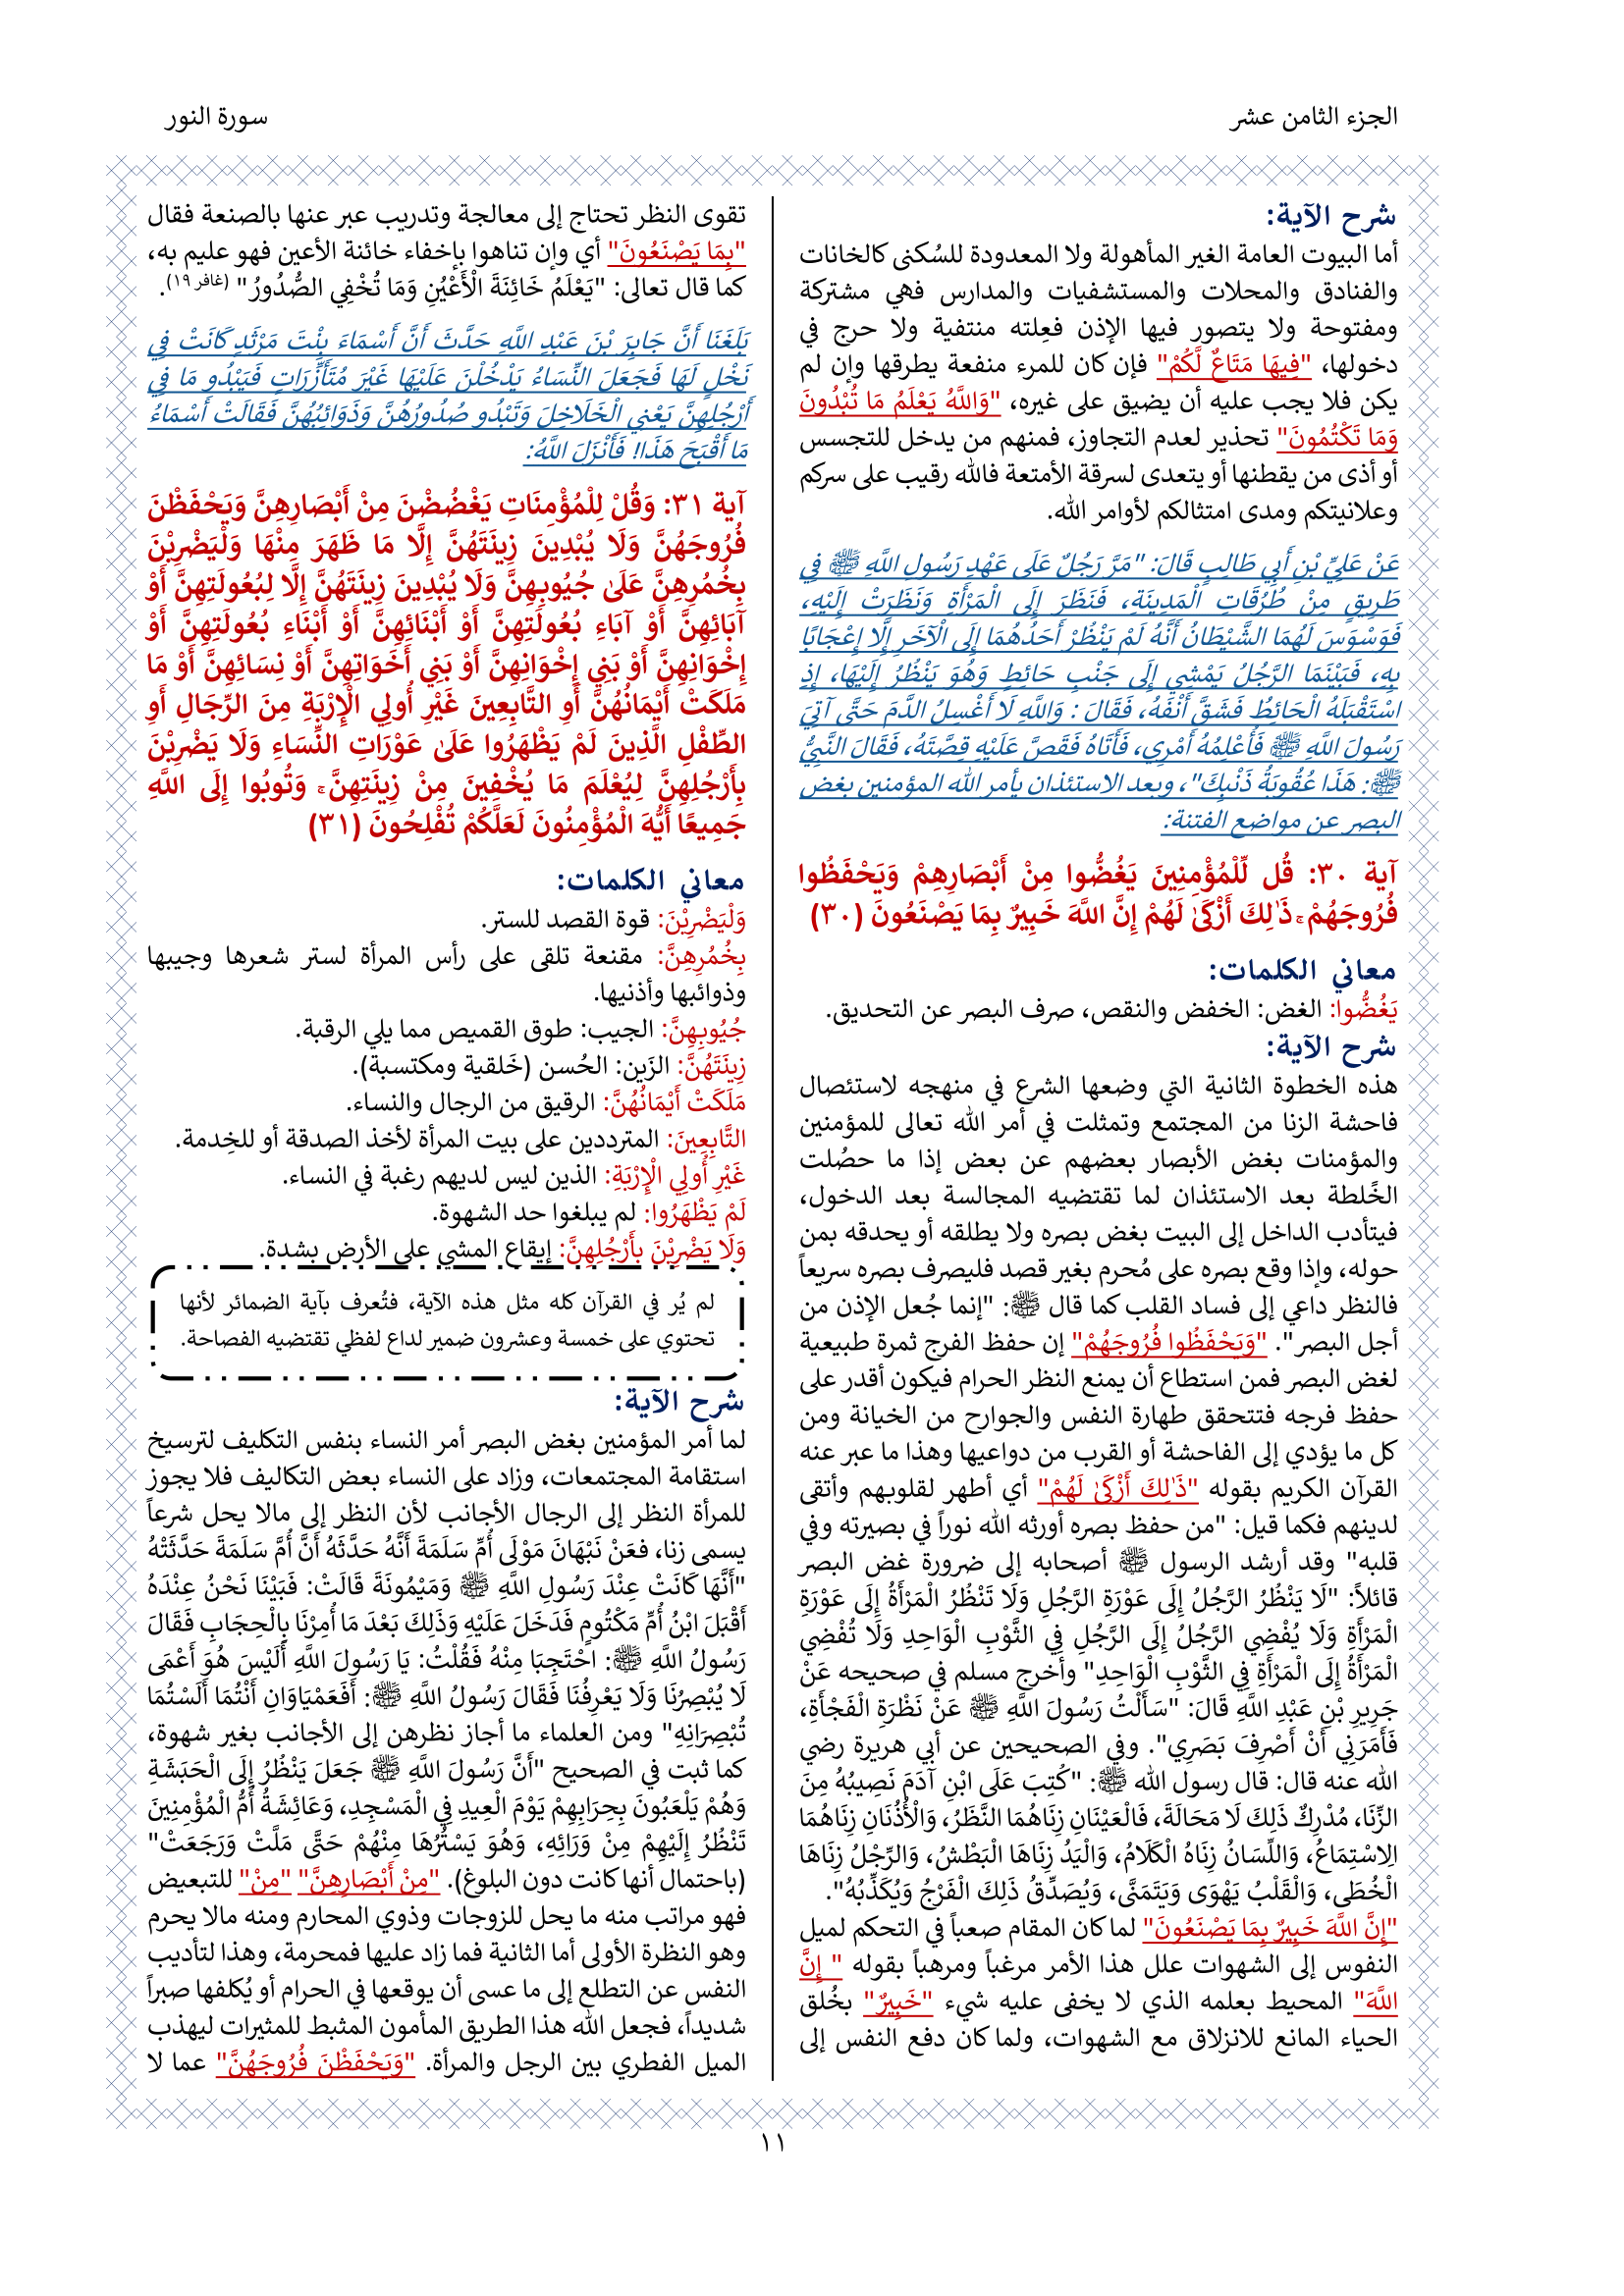 الجزء الثامن عشر
سورة النور
شرح الآية:
أما البيوت العامة الغير المأهولة ولا المعدودة للسُكنى كالخانات
والفنادق والمحلات والمستشفيات والمدارس فهي مشتركة
ومفتوحة ولا يتصور فيها الإذن فعِلته منتفية ولا حرج في
دخولها، "فِيهَا مَتَاعٌ لَّكُمْ" فإن كان للمرء منفعة يطرقها وإن لم
يكن فلا يجب عليه أن يضيق على غيره، "وَاللَّهُ يَعْلَمُ مَا تُبْدُونَ
وَمَا تَكْتُمُونَ" تحذير لعدم التجاوز، فمنهم من يدخل للتجسس
أو أذى من يقطنها أو يتعدى لسرقة الأمتعة فالله رقيب على سركم
وعلانيتكم ومدى امتثالكم لأوامر الله.
عَنْ عَلِيِّ بْنِ أَبِي طَالِبٍ قَالَ: "مَرَّ رَجُلٌ عَلَى عَهْدِ رَسُولِ اللَّهِ ﷺ فِي
طَرِيقٍ مِنْ طُرُقَاتِ الْمَدِينَةِ، فَنَظَرَ إِلَى الْمَرْأَةِ وَنَظَرَتْ إِلَيْهِ،
فَوَسْوَسَ لَهُمَا الشَّيْطَانُ أَنَّهُ لَمْ يَنْظُرْ أَحَدُهُمَا إِلَى الْآخَرِ إِلَّا إِعْجَابًا
بِهِ، فَبَيْنَمَا الرَّجُلُ يَمْشِي إِلَى جَنْبِ حَائِطٍ وَهُوَ يَنْظُرُ إِلَيْهَا، إِذِ
اسْتَقْبَلَهُ الْحَائِطُ فَشَقَّ أَنْفَهُ، فَقَالَ : وَاللَّهِ لَا أَغْسِلُ الدَّمَ حَتَّى آتِيَ
رَسُولَ اللَّهِ ﷺ فَأُعْلِمُهُ أَمْرِي، فَأَتَاهُ فَقَصَّ عَلَيْهِ قِصَّتَهُ، فَقَالَ النَّبِيُّ
ﷺ: هَذَا عُقُوبَةُ ذَنْبِكَ"، وبعد الاستئذان يأمر الله المؤمنين بغض
البصر عن مواضع الفتنة:
آية ٣٠: قُل لِّلْمُؤْمِنِينَ يَغُضُّوا مِنْ أَبْصَارِهِمْ وَيَحْفَظُوا
فُرُوجَهُمْ ۚ ذَٰلِكَ أَزْكَىٰ لَهُمْ إِنَّ اللَّهَ خَبِيرٌ بِمَا يَصْنَعُونَ (٣٠)
معاني الكلمات:
يَغُضُّوا: الغض: الخفض والنقص، صرف البصر عن التحديق.
شرح الآية:
هذه الخطوة الثانية التي وضعها الشرع في منهجه لاستئصال
فاحشة الزنا من المجتمع وتمثلت في أمر الله تعالى للمؤمنين
والمؤمنات بغض الأبصار بعضهم عن بعض إذا ما حصُلت
الخُلطة بعد الاستئذان لما تقتضيه المجالسة بعد الدخول،
فيتأدب الداخل إلى البيت بغض بصره ولا يطلقه أو يحدقه بمن
حوله، وإذا وقع بصره على مُحرم بغير قصد فليصرف بصره سريعاً
فالنظر داعي إلى فساد القلب كما قال ﷺ: "إنما جُعل الإذن من
أجل البصر". "وَيَحْفَظُوا فُرُوجَهُمْ" إن حفظ الفرج ثمرة طبيعية
لغض البصر فمن استطاع أن يمنع النظر الحرام فيكون أقدر على
حفظ فرجه فتتحقق طهارة النفس والجوارح من الخيانة ومن
كل ما يؤدي إلى الفاحشة أو القرب من دواعيها وهذا ما عبر عنه
القرآن الكريم بقوله "ذَٰلِكَ أَزْكَىٰ لَهُمْ" أي أطهر لقلوبهم وأتقى
لدينهم فكما قيل: "من حفظ بصره أورثه الله نوراً في بصيرته وفي
قلبه" وقد أرشد الرسول ﷺ أصحابه إلى ضرورة غض البصر
قائلاً: "لَا يَنْظُرُ الرَّجُلُ إِلَى عَوْرَةِ الرَّجُلِ وَلَا تَنْظُرُ الْمَرْأَةُ إِلَى عَوْرَةِ
الْمَرْأَةِ وَلَا يُفْضِي الرَّجُلُ إِلَى الرَّجُلِ فِي الثَّوْبِ الْوَاحِدِ وَلَا تُفْضِي
الْمَرْأَةُ إِلَى الْمَرْأَةِ فِي الثَّوْبِ الْوَاحِدِ" وأخرج مسلم في صحيحه عَنْ
جَرِيرِ بْنِ عَبْدِ اللَّهِ قَالَ: "سَأَلْتُ رَسُولَ اللَّهِ ﷺ عَنْ نَظْرَةِ الْفَجْأَةِ،
فَأَمَرَنِي أَنْ أَصْرِفَ بَصَرِي". وفي الصحيحين عن أبي هريرة رضي
الله عنه قال: قال رسول الله ﷺ: "كُتِبَ عَلَى ابْنِ آدَمَ نَصِيبُهُ مِنَ
الزِّنَا، مُدْرِكٌ ذَلِكَ لَا مَحَالَةَ، فَالْعَيْنَانِ زِنَاهُمَا النَّظَرُ، وَالْأُذُنَانِ زِنَاهُمَا
الِاسْتِمَاعُ، وَاللِّسَانُ زِنَاهُ الْكَلَامُ، وَالْيَدُ زِنَاهَا الْبَطْشُ، وَالرِّجْلُ زِنَاهَا
الْخُطَى، وَالْقَلْبُ يَهْوَى وَيَتَمَنَّى، وَيُصَدِّقُ ذَلِكَ الْفَرْجُ وَيُكَذِّبُهُ".
"إِنَّ اللَّهَ خَبِيرٌ بِمَا يَصْنَعُونَ" لما كان المقام صعباً في التحكم لميل
النفوس إلى الشهوات علل هذا الأمر مرغباً ومرهباً بقوله " إِنَّ
اللَّهَ" المحيط بعلمه الذي لا يخفى عليه شيء "خَبِيرٌ" بخُلق
الحياء المانع للانزلاق مع الشهوات، ولما كان دفع النفس إلى
تقوى النظر تحتاج إلى معالجة وتدريب عبر عنها بالصنعة فقال
"بِمَا يَصْنَعُونَ" أي وإن تناهوا بإخفاء خائنة الأعين فهو عليم به،
كما قال تعالى: "يَعْلَمُ خَائِنَةَ الْأَعْيُنِ وَمَا تُخْفِي الصُّدُورُ" (غافر ١٩).
بَلَغَنَا أَنَّ جَابِرَ بْنَ عَبْدِ اللَّهِ حَدَّثَ أَنَّ أَسْمَاءَ بِنْتَ مَرْثَدٍ كَانَتْ فِي
نَخْلٍ لَهَا فَجَعَلَ النِّسَاءُ يَدْخُلْنَ عَلَيْهَا غَيْرَ مُتَأَزِّرَاتٍ فَيَبْدُو مَا فِي
أَرْجُلِهِنَّ يَعْنِي الْخَلَاخِلَ وَتَبْدُو صُدُورُهُنَّ وَذَوَائِبُهُنَّ فَقَالَتْ أَسْمَاءُ
مَا أَقْبَحَ هَذَا! فَأَنْزَلَ اللَّهُ:
آية ٣١: وَقُلْ لِلْمُؤْمِنَاتِ يَغْضُضْنَ مِنْ أَبْصَارِهِنَّ وَيَحْفَظْنَ
فُرُوجَهُنَّ وَلَا يُبْدِينَ زِينَتَهُنَّ إِلَّا مَا ظَهَرَ مِنْهَا وَلْيَضْرِبْنَ
بِخُمُرِهِنَّ عَلَىٰ جُيُوبِهِنَّ وَلَا يُبْدِينَ زِينَتَهُنَّ إِلَّا لِبُعُولَتِهِنَّ أَوْ
آبَائِهِنَّ أَوْ آبَاءِ بُعُولَتِهِنَّ أَوْ أَبْنَائِهِنَّ أَوْ أَبْنَاءِ بُعُولَتِهِنَّ أَوْ
إِخْوَانِهِنَّ أَوْ بَنِي إِخْوَانِهِنَّ أَوْ بَنِي أَخَوَاتِهِنَّ أَوْ نِسَائِهِنَّ أَوْ مَا
مَلَكَتْ أَيْمَانُهُنَّ أَوِ التَّابِعِينَ غَيْرِ أُولِي الْإِرْبَةِ مِنَ الرِّجَالِ أَوِ
الطِّفْلِ الَّذِينَ لَمْ يَظْهَرُوا عَلَىٰ عَوْرَاتِ النِّسَاءِ وَلَا يَضْرِبْنَ
بِأَرْجُلِهِنَّ لِيُعْلَمَ مَا يُخْفِينَ مِنْ زِينَتِهِنَّ ۚ وَتُوبُوا إِلَى اللَّهِ
جَمِيعًا أَيُّهَ الْمُؤْمِنُونَ لَعَلَّكُمْ تُفْلِحُونَ (٣١)
معاني الكلمات:
وَلْيَضْرِبْنَ: قوة القصد للستر.
بِخُمُرِهِنَّ: مقنعة تلقى على رأس المرأة لستر شعرها وجيبها
وذوائبها وأذنيها.
جُيُوبِهِنَّ: الجيب: طوق القميص مما يلي الرقبة.
زِينَتَهُنَّ: الزَين: الحُسن (خَلقية ومكتسبة).
مَلَكَتْ أَيْمَانُهُنَّ: الرقيق من الرجال والنساء.
التَّابِعِينَ: المترددين على بيت المرأة لأخذ الصدقة أو للخِدمة.
غَيْرِ أُولِي الْإِرْبَةِ: الذين ليس لديهم رغبة في النساء.
لَمْ يَظْهَرُوا: لم يبلغوا حد الشهوة.
وَلَا يَضْرِبْنَ بِأَرْجُلِهِنَّ: إيقاع المشي على الأرض بشدة.
لم يُر في القرآن كله مثل هذه الآية، فتُعرف بآية الضمائر لأنها
تحتوي على خمسة وعشرون ضمير لداع لفظي تقتضيه الفصاحة.
شرح الآية:
لما أمر المؤمنين بغض البصر أمر النساء بنفس التكليف لترسيخ
استقامة المجتمعات، وزاد على النساء بعض التكاليف فلا يجوز
للمرأة النظر إلى الرجال الأجانب لأن النظر إلى مالا يحل شرعاً
يسمى زنا، فعَنْ نَبْهَانَ مَوْلَى أُمِّ سَلَمَةَ أَنَّهُ حَدَّثَهُ أَنَّ أُمَّ سَلَمَةَ حَدَّثَتْهُ
"أَنَّهَا كَانَتْ عِنْدَ رَسُولِ اللَّهِ ﷺ وَمَيْمُونَةَ قَالَتْ: فَبَيْنَا نَحْنُ عِنْدَهُ
أَقْبَلَ ابْنُ أُمِّ مَكْتُومٍ فَدَخَلَ عَلَيْهِ وَذَلِكَ بَعْدَ مَا أُمِرْنَا بِالْحِجَابِ فَقَالَ
رَسُولُ اللَّهِ ﷺ: احْتَجِبَا مِنْهُ فَقُلْتُ: يَا رَسُولَ اللَّهِ أَلَيْسَ هُوَ أَعْمَى
لَا يُبْصِرُنَا وَلَا يَعْرِفُنَا فَقَالَ رَسُولُ اللَّهِ ﷺ: أَفَعَمْيَاوَانِ أَنْتُمَا أَلَسْتُمَا
تُبْصِرَانِهِ" ومن العلماء ما أجاز نظرهن إلى الأجانب بغير شهوة،
كما ثبت في الصحيح "أَنَّ رَسُولَ اللَّهِ ﷺ جَعَلَ يَنْظُرُ إِلَى الْحَبَشَةِ
وَهُمْ يَلْعَبُونَ بِحِرَابِهِمْ يَوْمَ الْعِيدِ فِي الْمَسْجِدِ، وَعَائِشَةُ أُمُّ الْمُؤْمِنِينَ
تَنْظُرُ إِلَيْهِمْ مِنْ وَرَائِهِ، وَهُوَ يَسْتُرُهَا مِنْهُمْ حَتَّى مَلَّتْ وَرَجَعَتْ"
(باحتمال أنها كانت دون البلوغ). "مِنْ أَبْصَارِهِنَّ" "مِنْ" للتبعيض
فهو مراتب منه ما يحل للزوجات وذوي المحارم ومنه مالا يحرم
وهو النظرة الأولى أما الثانية فما زاد عليها فمحرمة، وهذا لتأديب
النفس عن التطلع إلى ما عسى أن يوقعها في الحرام أو يُكلفها صبراً
شديداً، فجعل الله هذا الطريق المأمون المثبط للمثيرات ليهذب
الميل الفطري بين الرجل والمرأة. "وَيَحْفَظْنَ فُرُوجَهُنَّ" عما لا
١١